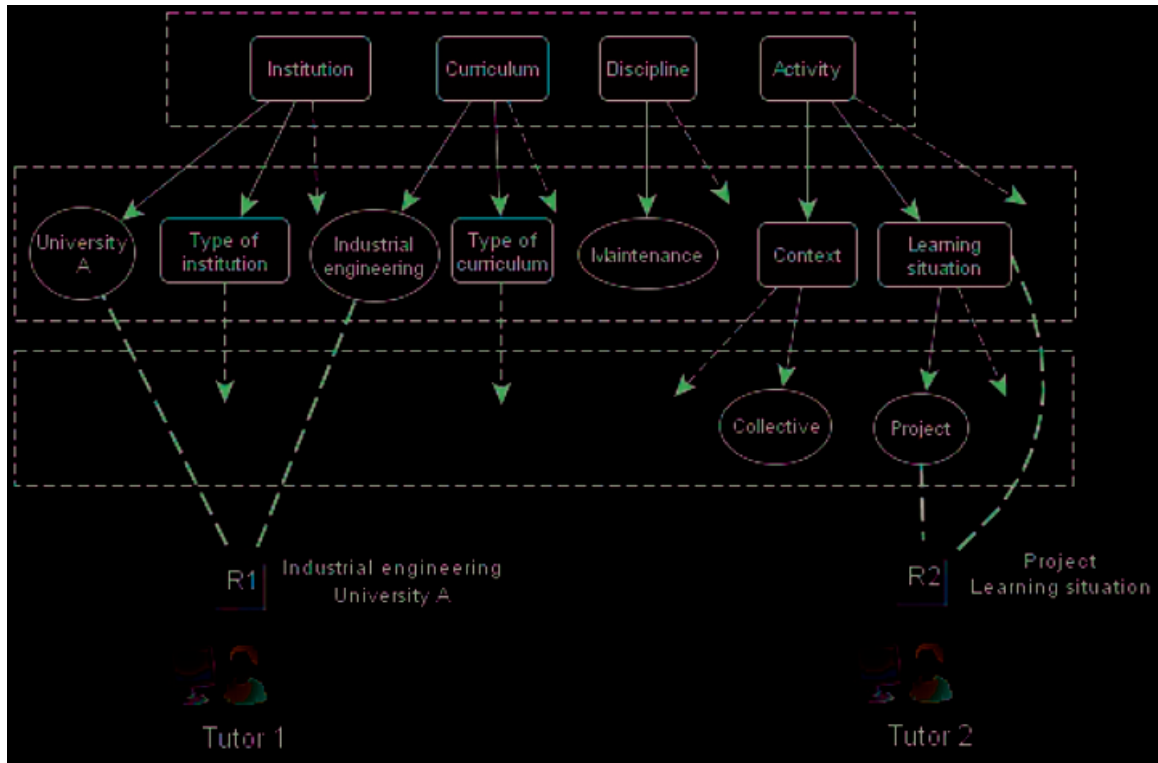 Institution
Curriculum
Discipline
Activity
University
A
Type of
institution
Industrial
engineering
Type of
curriculum
Maintenance
Context
Learning
situation
Collective
Project
R1
Industrial engineering
University A
R2
Project
Learning situation
Tutor 1
Tutor 2